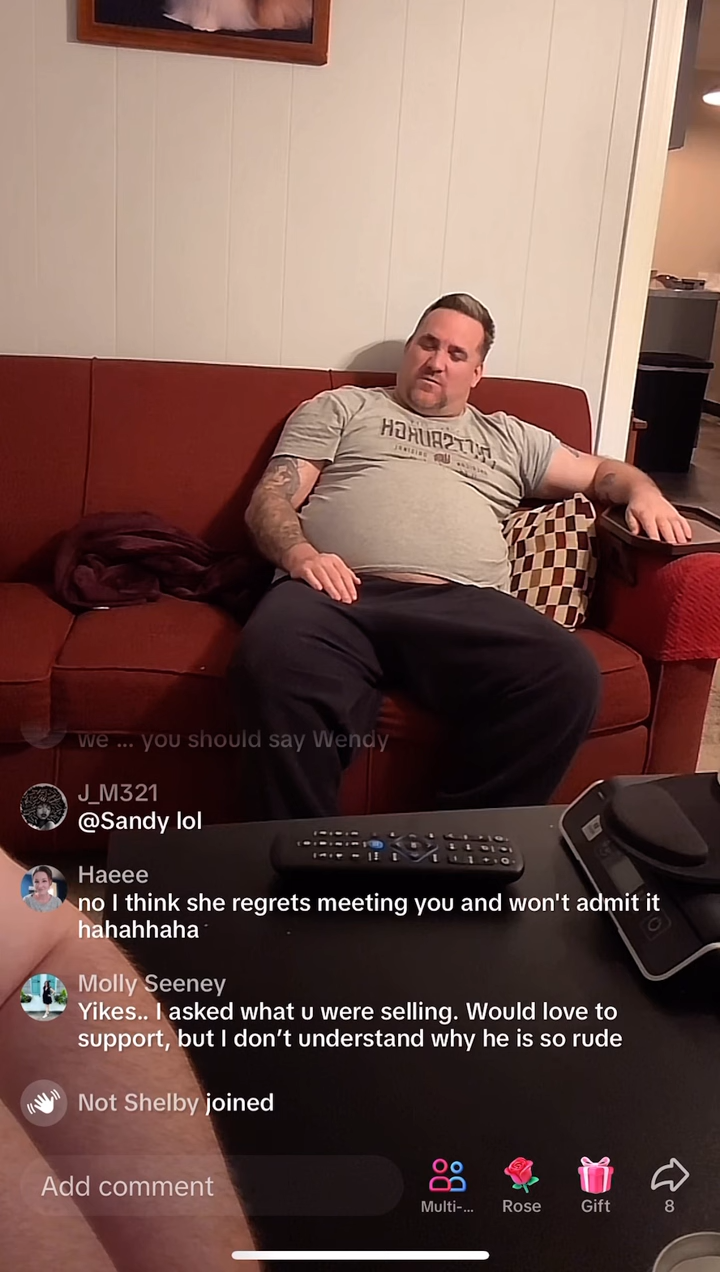 PITTSBURGH
we ... you should say Wendy
J_M321
@Sandy lol
Haeee
no I think she regrets meeting you and won't admit it
hahahhaha
Molly Seeney
Yikes.. I asked what u were selling. Would love to
support, but I don’t understand why he is so rude
Not Shelby joined
Add comment
Multi-...
Rose
Gift
8